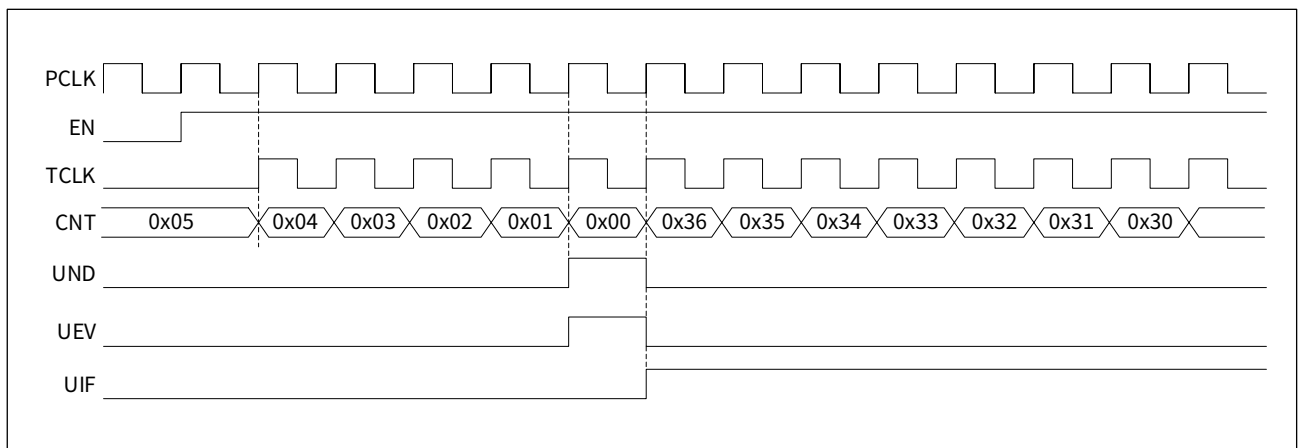 PCLK
EN
TCLK
CNT 0x05 0x04 0x03 0x02 0x01 0x00 0x36 0x35 0x34 0x33 0x32 0x31 0x30
UND
UEV
UIF